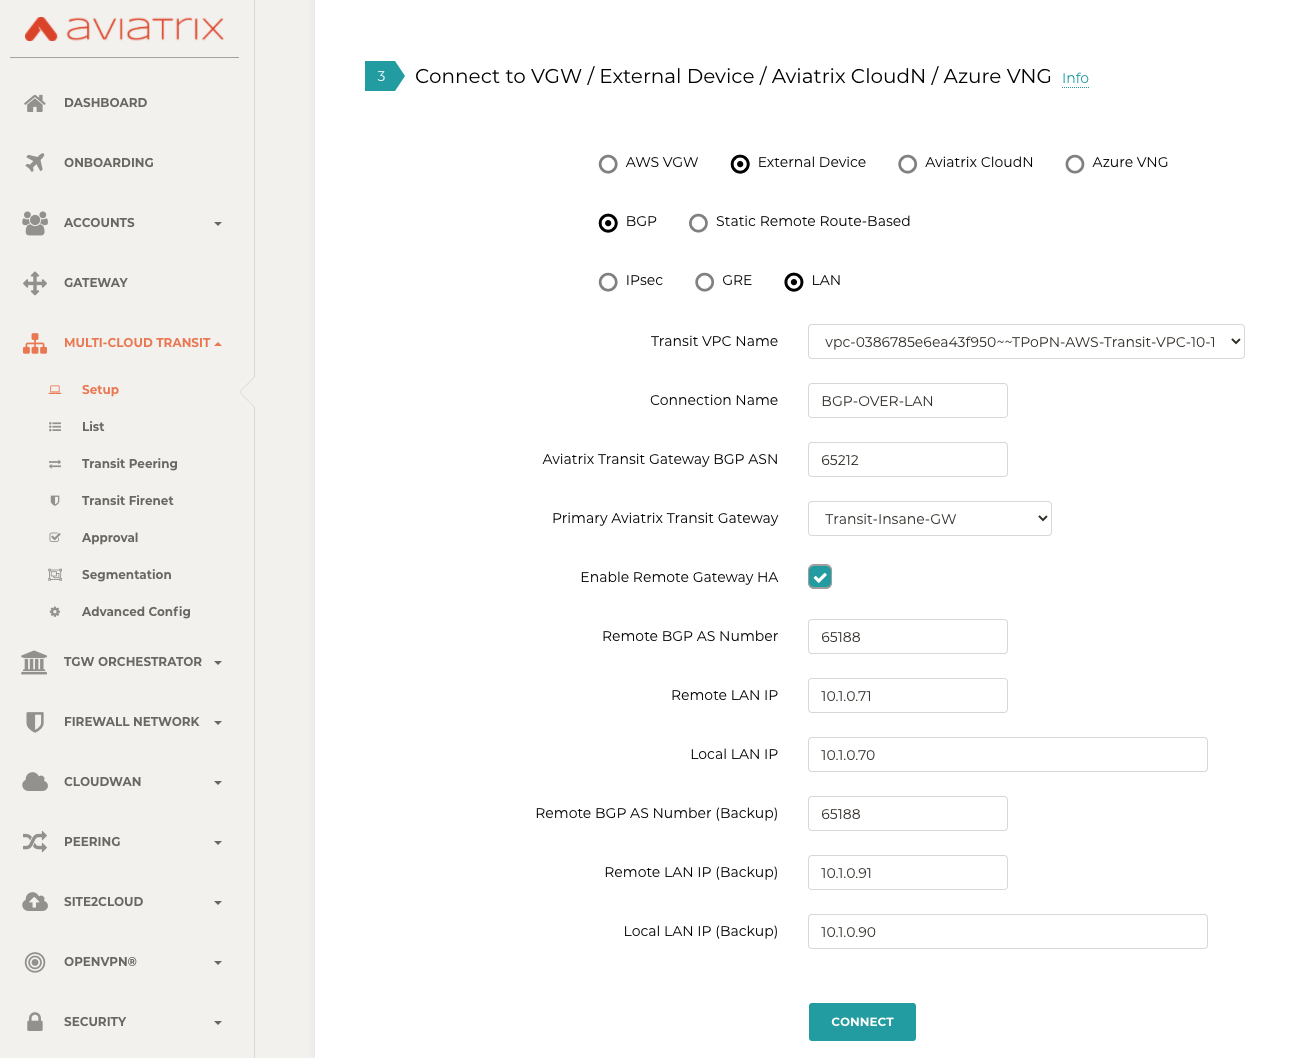 aviatrix
DASHBOARD
ONBOARDING
ACCOUNTS
GATEWAY
MULTI-CLOUD TRANSIT
Setup
List
Transit Peering
Transit Firenet
Approval
Segmentation
Advanced Config
TGW ORCHESTRATOR
FIREWALL NETWORK
CLOUDWAN
PEERING
SITE2CLOUD
OPENVPN®
SECURITY
3 Connect to VGW / External Device / Aviatrix CloudN / Azure VNG Info
AWS VGW External Device Aviatrix CloudN Azure VNG
BGP Static Remote Route-Based
IPsec GRE LAN
Transit VPC Name vpc-0386785e6ea43f950~~TPoPN-AWS-Transit-VPC-10-1
Connection Name BGP-OVER-LAN
Aviatrix Transit Gateway BGP ASN 65212
Primary Aviatrix Transit Gateway Transit-Insane-GW
Enable Remote Gateway HA
Remote BGP AS Number 65188
Remote LAN IP 10.1.0.71
Local LAN IP 10.1.0.70
Remote BGP AS Number (Backup) 65188
Remote LAN IP (Backup) 10.1.0.91
Local LAN IP (Backup) 10.1.0.90
CONNECT